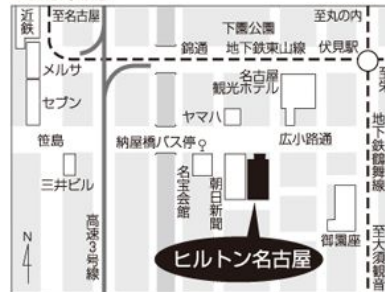 近鉄
至名古屋
下園公園
至丸の内
錦通
地下鉄東山線
伏見駅
メルサ
名古屋
観光ホテル
至栄
セブン
ヤマハ
笹島
納屋橋バス停
広小路通
地下鉄鶴舞線
三井ビル
名宝会館
朝日新聞
高速3号線
御園座
至大須観音
N
ヒルトン名古屋